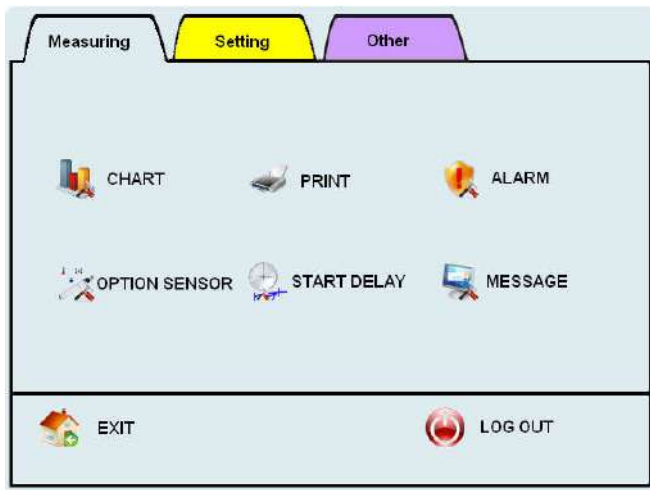 Measuring Setting Other
CHART PRINT ALARM
OPTION SENSOR START DELAY MESSAGE
EXIT LOG OUT